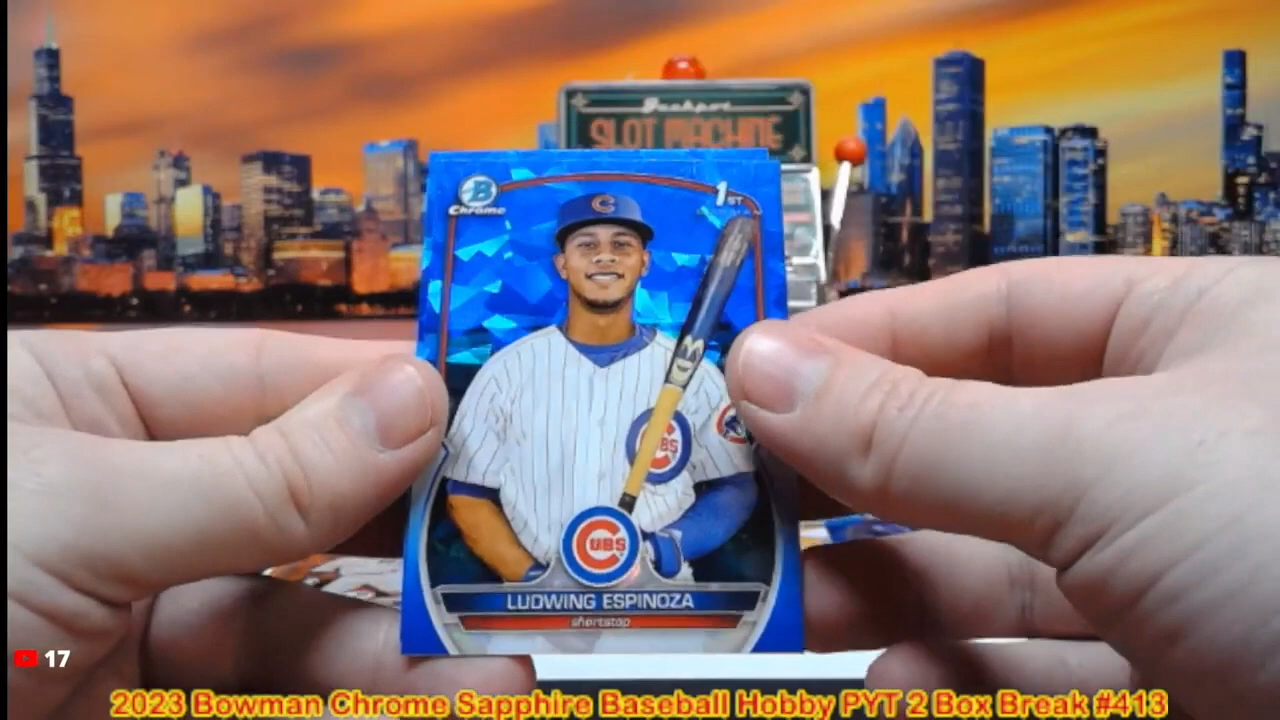 Jackpot
SLOT MACHINE
B
Chrome
1ST
C
CUBS
CUBS
LUDWING ESPINOZA
shortstop
17
2023 Bowman Chrome Sapphire Baseball Hobby PYT 2 Box Break #413